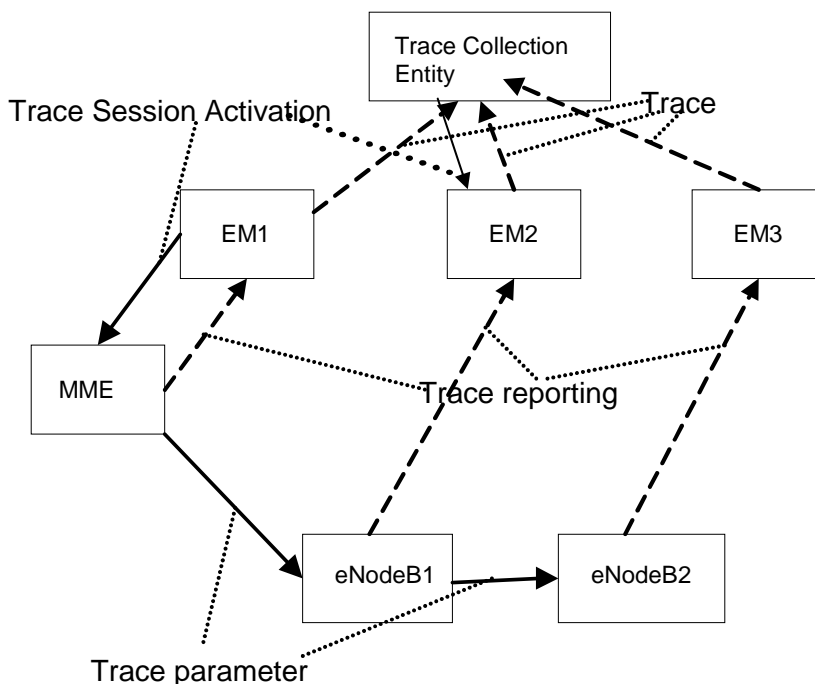 Trace Collection
Entity
Trace Session Activation
Trace
EM1
EM2
EM3
MME
Trace reporting
eNodeB1
eNodeB2
Trace parameter